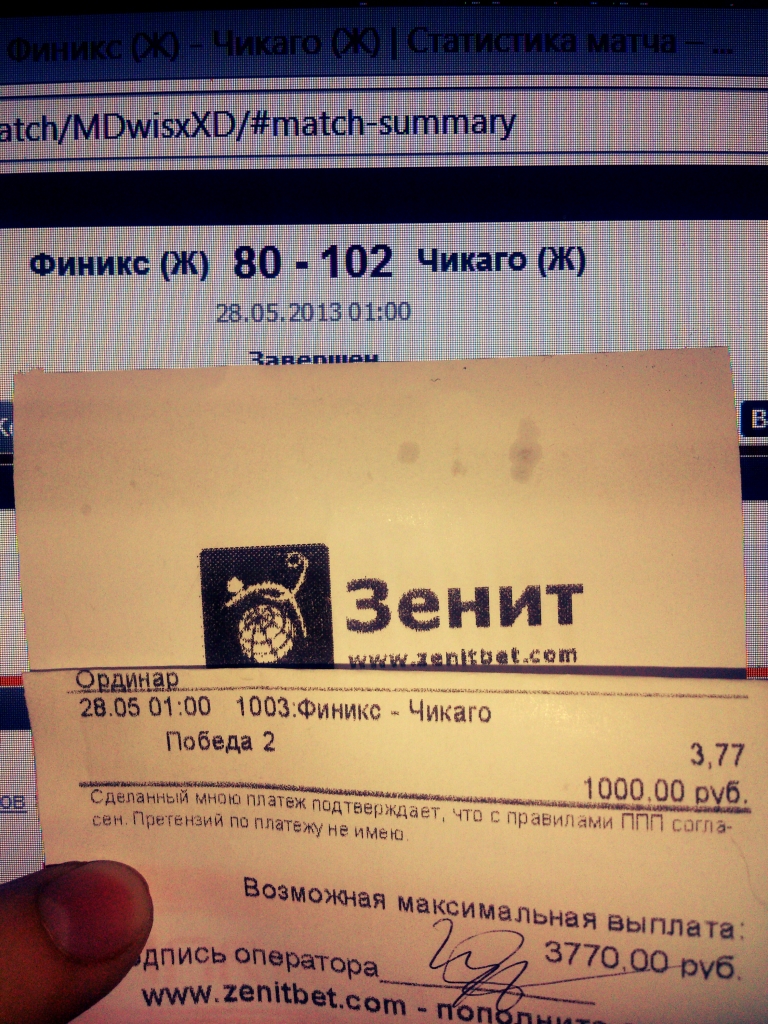 Финикс (Ж) – Чикаго (Ж) | Статистика матча – ...
atch/MDwisxXD/#match-summary
Финикс (Ж) 80 - 102 Чикаго (Ж)
28.05.2013 01:00
Завершен
В
Зенит
www.zenitbet.com
Ординар
28.05 01:00 1003:Финикс - Чикаго
Победа 2
3,77
1000,00 руб.
ов
Сделанный мною платеж подтверждает, что с правилами ППП согла-
сен. Претензий по платежу не имею.
Возможная максимальная выплата:
3770,00 руб.
дпись оператора
www.zenitbet.com - пополните